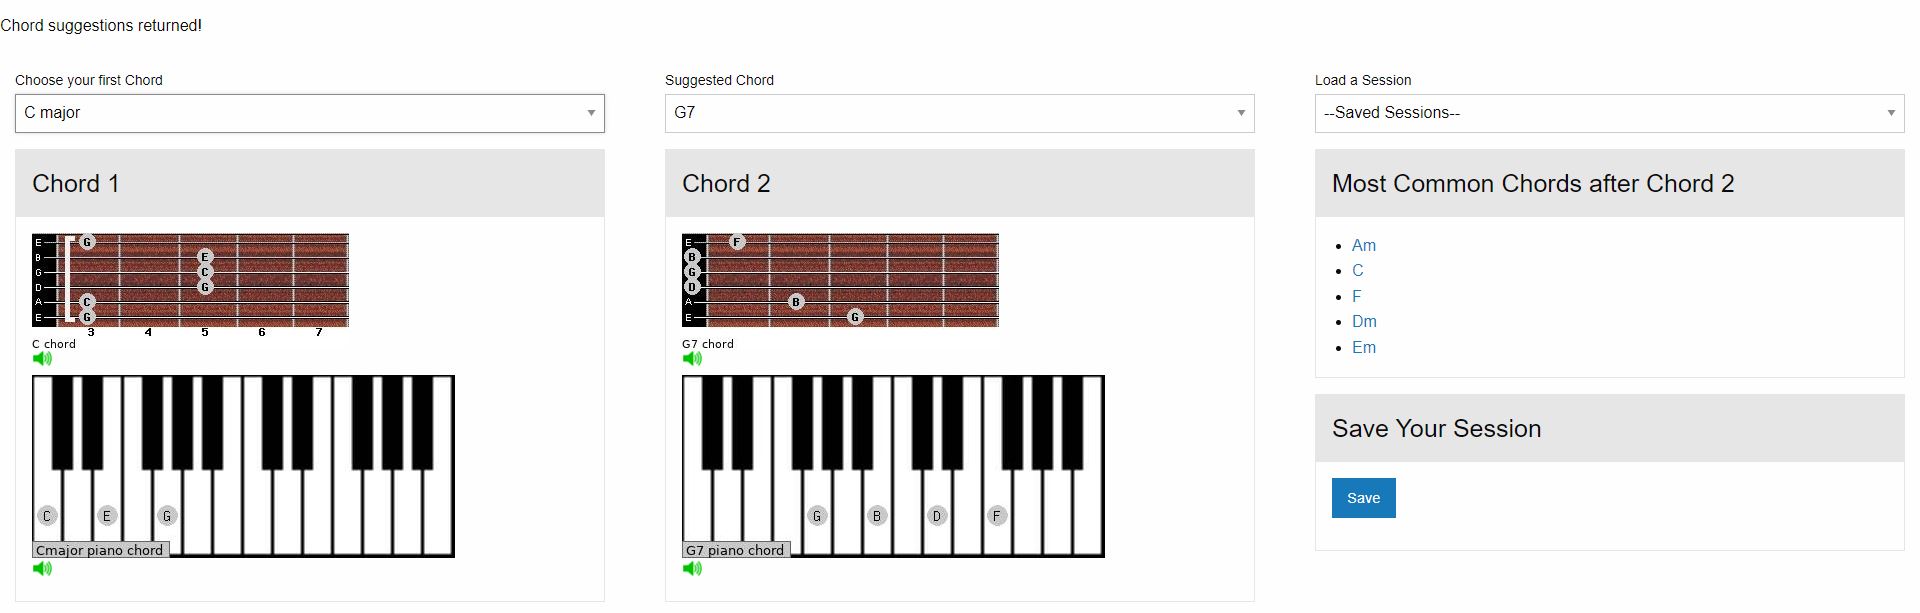 Chord suggestions returned!
Choose your first Chord
C major
Suggested Chord
G7
Load a Session
--Saved Sessions--
Chord 1
E G
B E
G C
D G
A C
E G
3 4 5 6 7
C chord
C E G
Cmajor piano chord
Chord 2
E F
B
G
D
A B
E G
G7 chord
G B D F
G7 piano chord
Most Common Chords after Chord 2
Am
C
F
Dm
Em
Save Your Session
Save